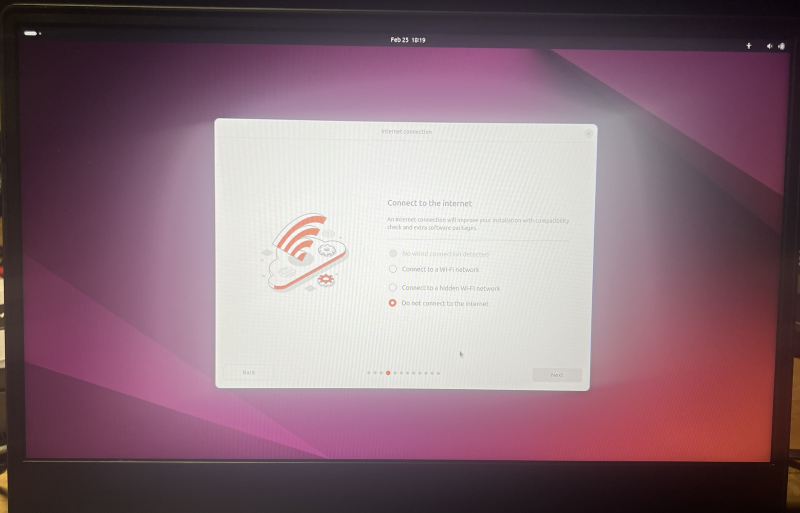 Feb 25 18:19
Internet connection
Connect to the internet
An internet connection will improve your installation with compatibility
check and extra software packages.
No wired connection detected
Connect to a Wi-Fi network
Connect to a hidden Wi-Fi network
Do not connect to the internet
Back
Next